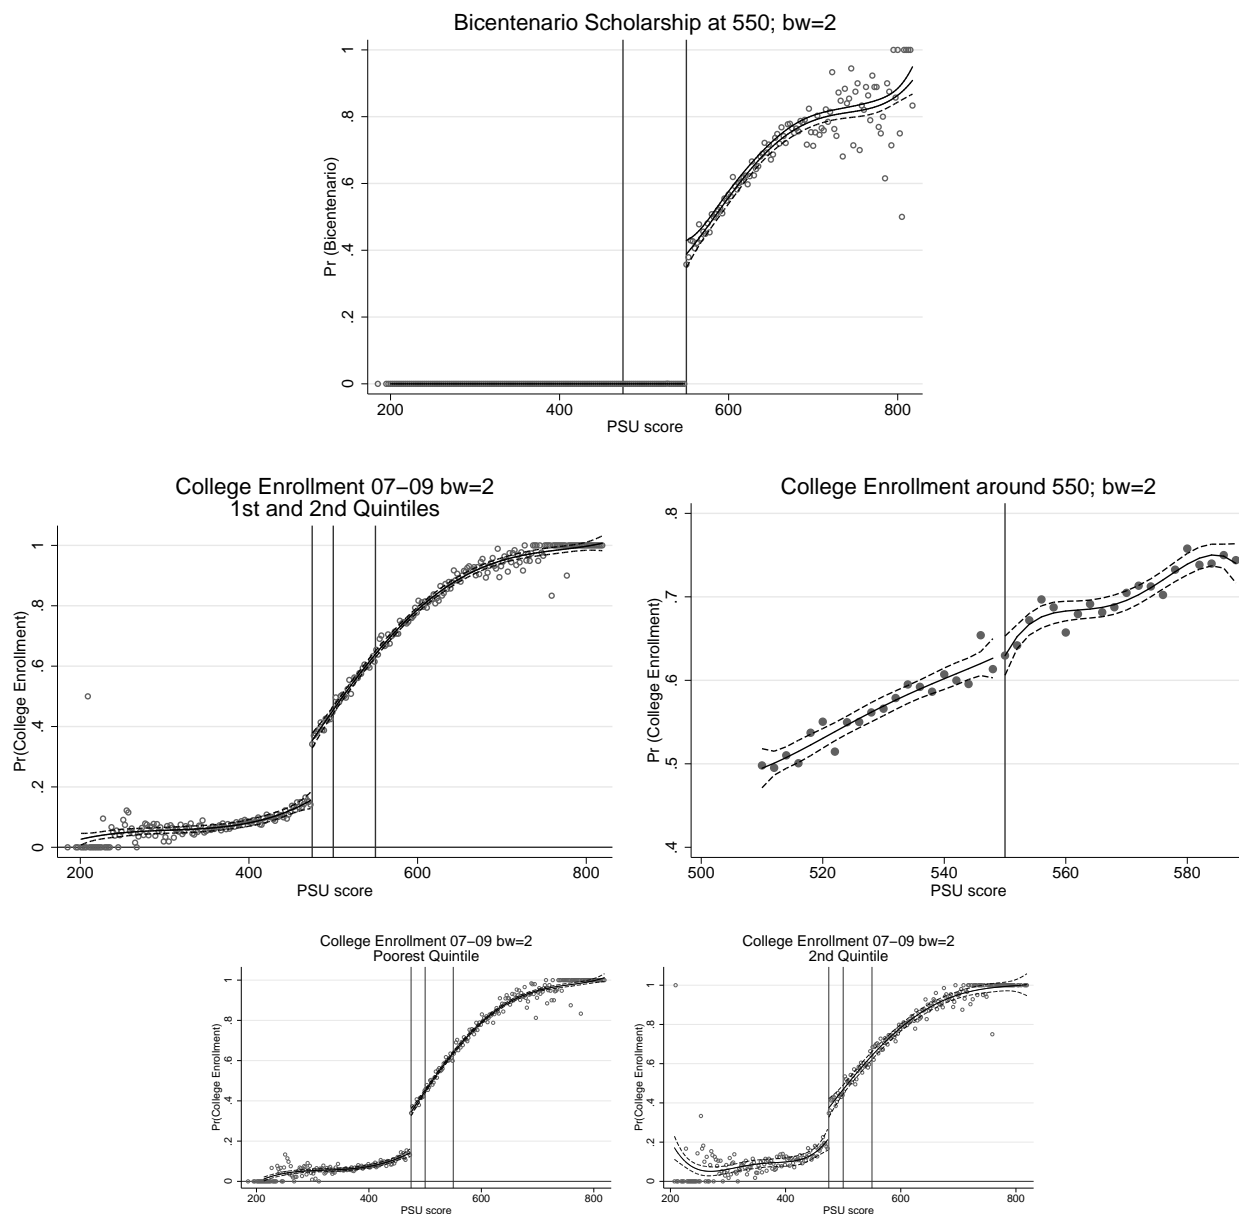 Bicentenario Scholarship at 550; bw=2
Pr (Bicentenario)
1
.8
.6
.4
.2
0
200 400 600 800
PSU score
College Enrollment 07−09 bw=2
1st and 2nd Quintiles
Pr(College Enrollment)
1
.8
.6
.4
.2
0
200 400 600 800
PSU score
College Enrollment around 550; bw=2
Pr (College Enrollment)
.8
.7
.6
.5
.4
500 520 540 560 580
PSU score
College Enrollment 07−09 bw=2
Poorest Quintile
Pr(College Enrollment)
1
.8
.6
.4
.2
0
200 400 600 800
PSU score
College Enrollment 07−09 bw=2
2nd Quintile
Pr(College Enrollment)
1
.8
.6
.4
.2
0
200 400 600 800
PSU score